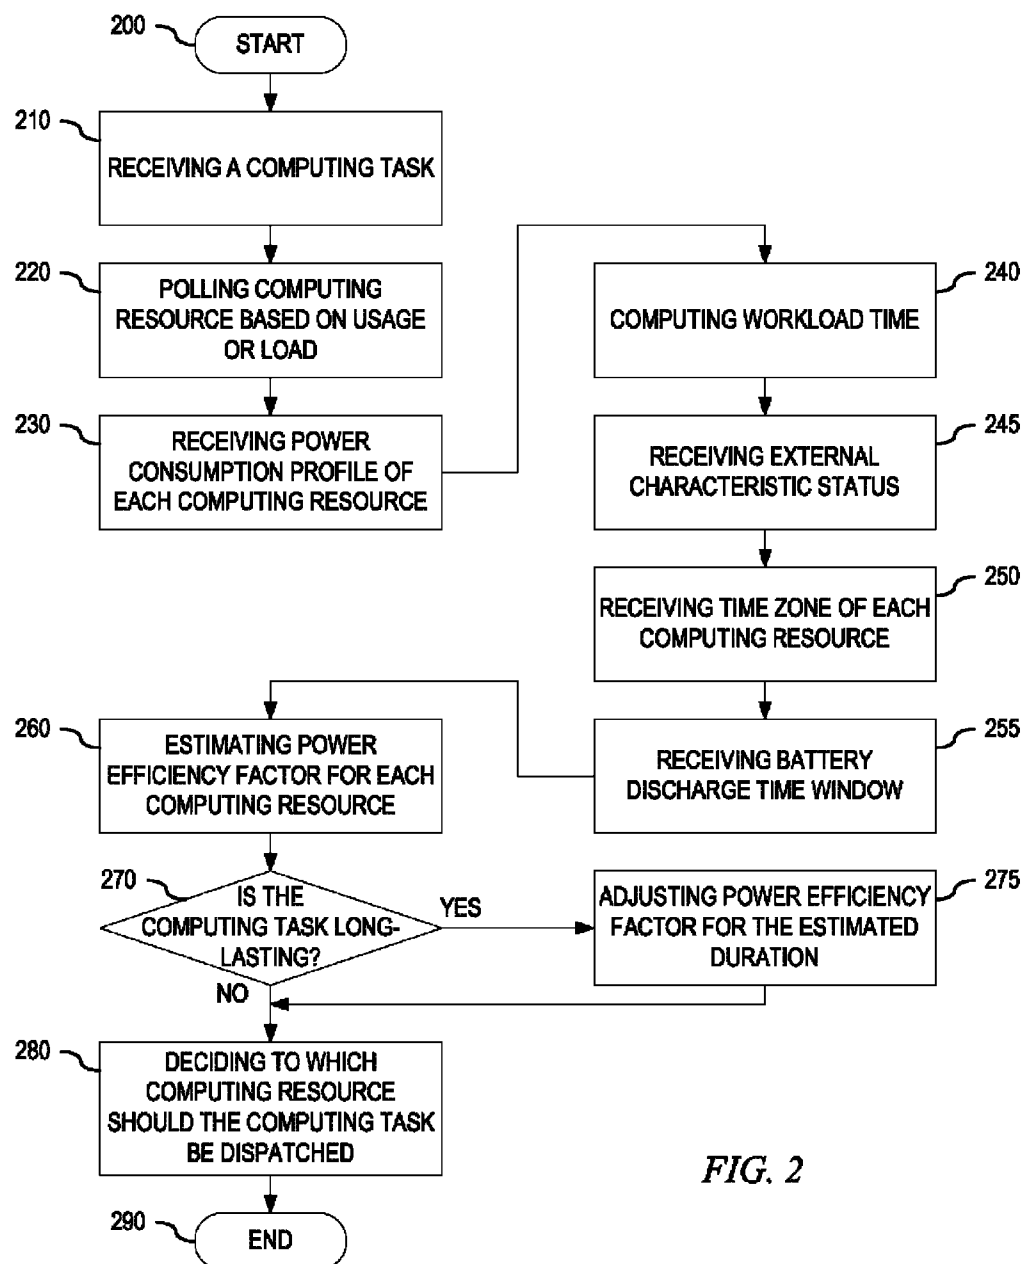 200
START
210
RECEIVING A COMPUTING TASK
220
POLLING COMPUTING
RESOURCE BASED ON USAGE
OR LOAD
230
RECEIVING POWER
CONSUMPTION PROFILE OF
EACH COMPUTING RESOURCE
240
COMPUTING WORKLOAD TIME
245
RECEIVING EXTERNAL
CHARACTERISTIC STATUS
250
RECEIVING TIME ZONE OF EACH
COMPUTING RESOURCE
255
RECEIVING BATTERY
DISCHARGE TIME WINDOW
260
ESTIMATING POWER
EFFICIENCY FACTOR FOR EACH
COMPUTING RESOURCE
270
IS THE
COMPUTING TASK LONG-
LASTING?
YES
NO
275
ADJUSTING POWER EFFICIENCY
FACTOR FOR THE ESTIMATED
DURATION
280
DECIDING TO WHICH
COMPUTING RESOURCE
SHOULD THE COMPUTING TASK
BE DISPATCHED
290
END
FIG. 2